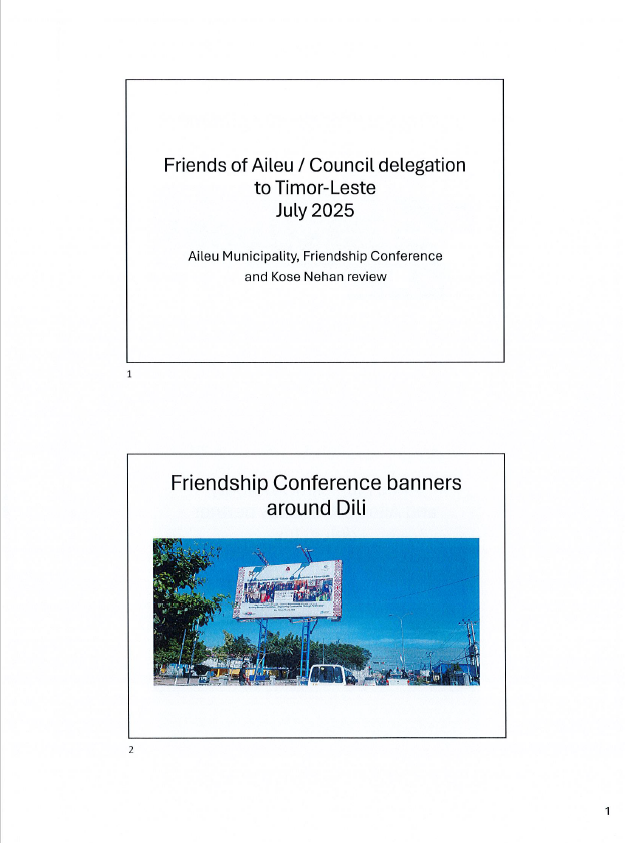 Friends of Aileu / Council delegation
to Timor-Leste
July 2025
Aileu Municipality, Friendship Conference
and Kose Nehan review
1
Friendship Conference banners
around Dili
2
1